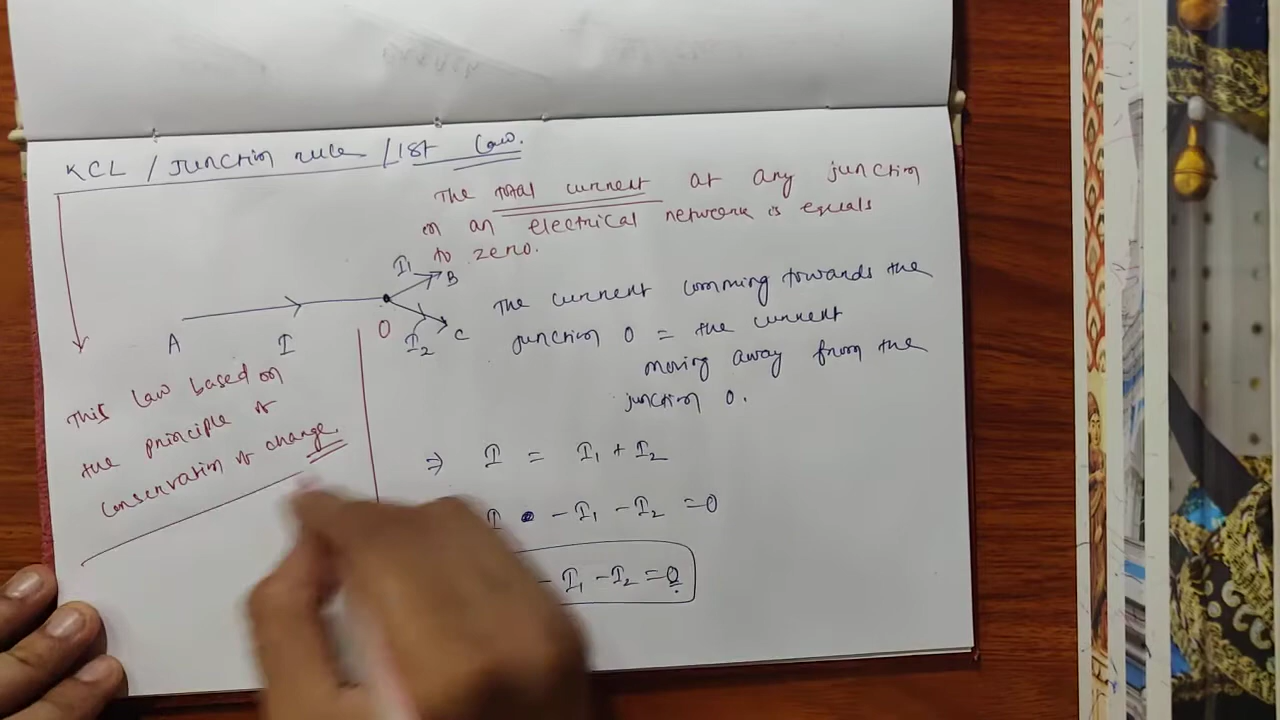 KCL / Junction rule / 1st Law.
The total current at any junction
in an electrical network is equals
to zero.
I1
B
A
I
O
I2
C
The current comming towards the
junction O = the current
moving away from the
junction O.
This Law based on
the principle of
conservation of charge.
⇒ I = I1 + I2
I - I1 - I2 = 0
- I1 - I2 = 0